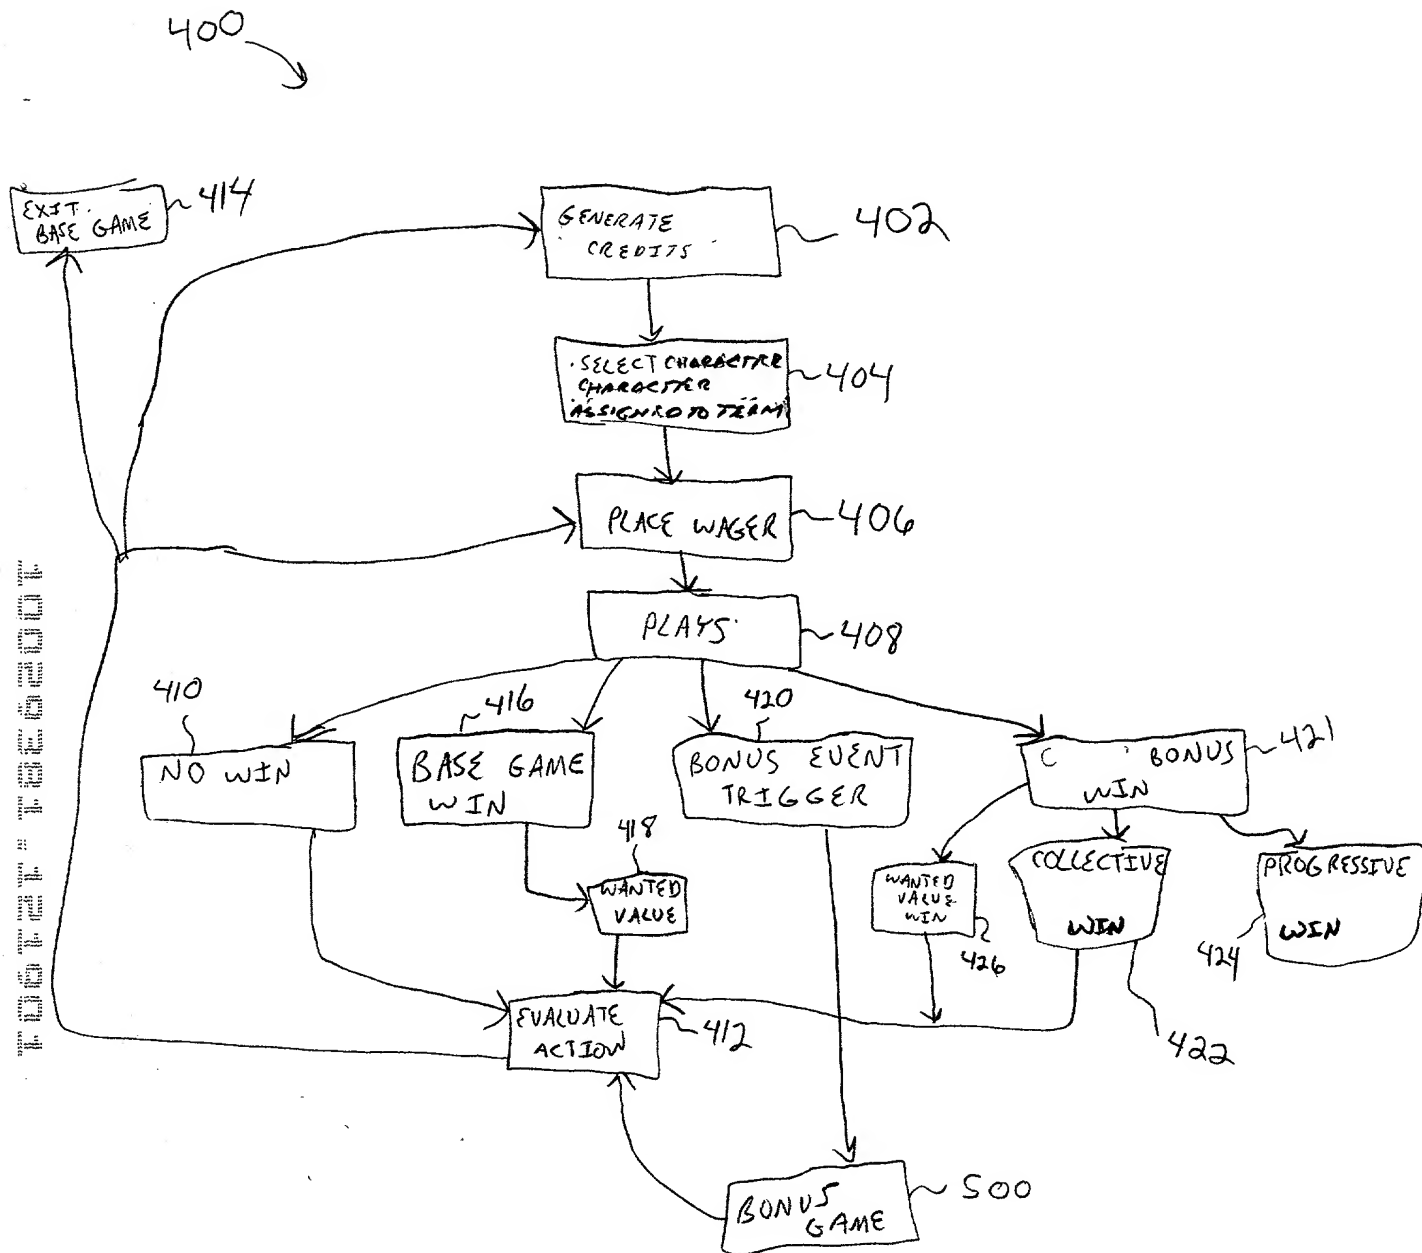 400
EXIT
BASE GAME
414
GENERATE
CREDITS
402
SELECT CHARACTER
CHARACTER
ASSIGNED TO TEAM
404
PLACE WAGER
406
PLAYS
408
410
NO WIN
416
BASE GAME
WIN
420
BONUS EVENT
TRIGGER
C BONUS
WIN
421
418
WANTED
VALUE
WANTED
VALUE
WIN
426
COLLECTIVE
WIN
422
PROGRESSIVE
WIN
424
EVALUATE
ACTION
412
BONUS
GAME
500
10029381.121901